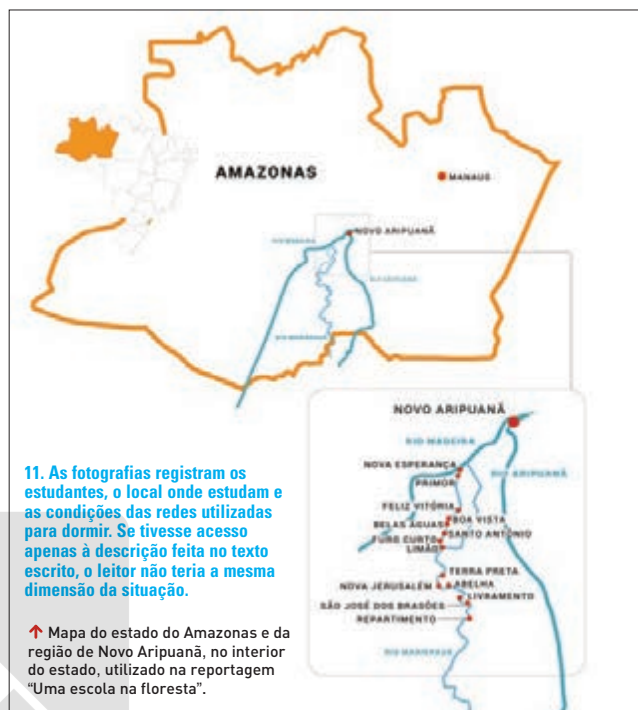 AMAZONAS
MANAUS
NOVO ARIPUANÃ
RIO MADEIRA
NOVO ARIPUANÃ
RIO MADEIRA
RIO ARIPUANÃ
NOVA ESPERANÇA
PRIMOR
FELIZ VITÓRIA
BOA VISTA
BELAS ÁGUAS
SANTO ANTÔNIO
FURO CURTO
LIMÃO
TERRA PRETA
NOVA JERUSALÉM
ABELHA
LIVRAMENTO
SÃO JOSÉ DOS BRASÕES
REPARTIMENTO
11. As fotografias registram os
estudantes, o local onde estudam e
as condições das redes utilizadas
para dormir. Se tivesse acesso
apenas à descrição feita no texto
escrito, o leitor não teria a mesma
dimensão da situação.
Mapa do estado do Amazonas e da
região de Novo Aripuanã, no interior
do estado, utilizado na reportagem
“Uma escola na floresta”.